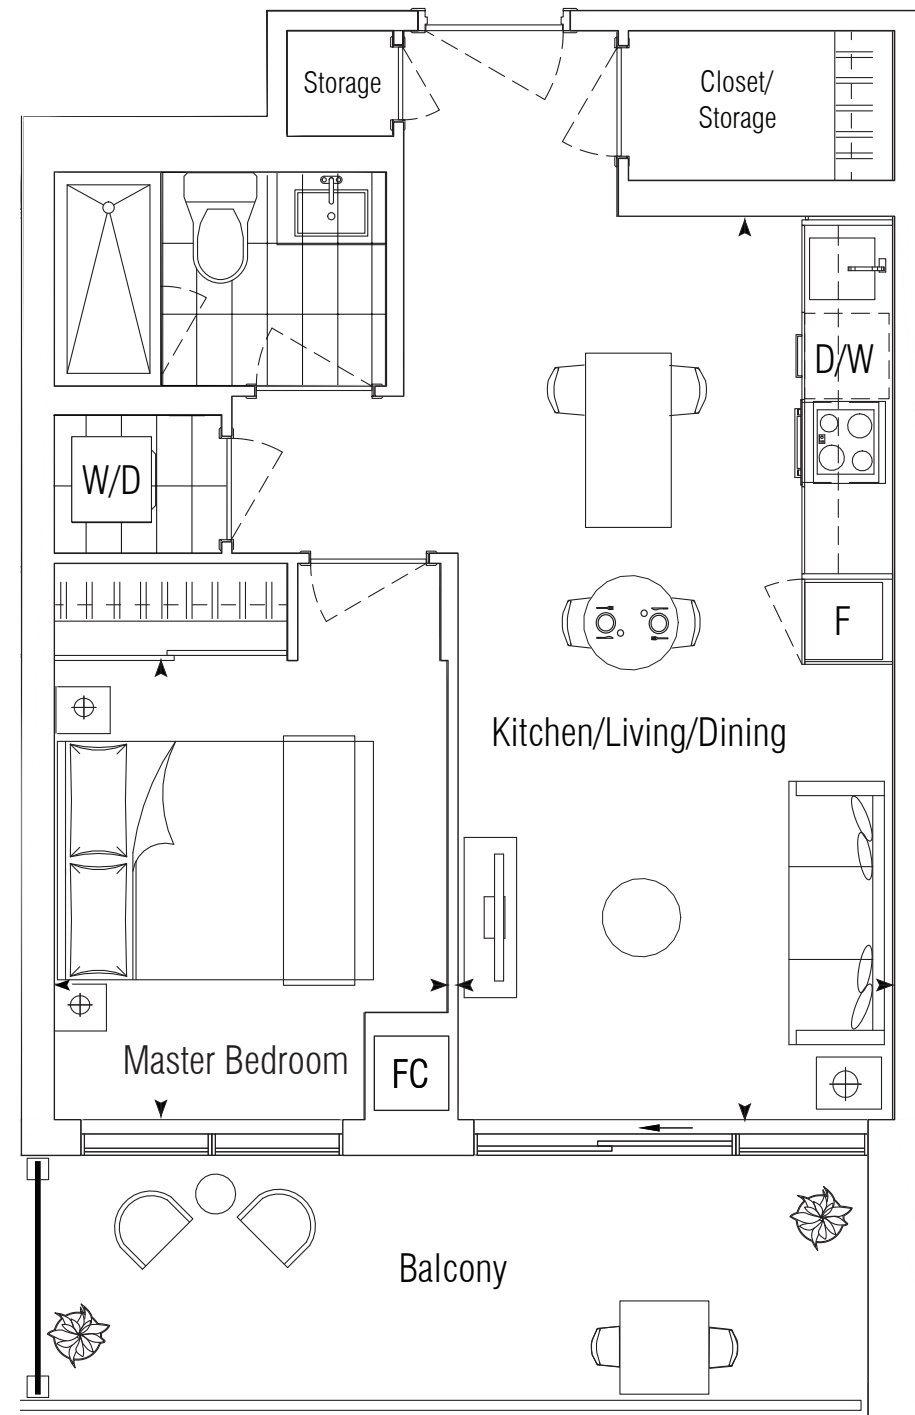 Storage
Closet/
Storage
D/W
W/D
F
Kitchen/Living/Dining
Master Bedroom
FC
Balcony